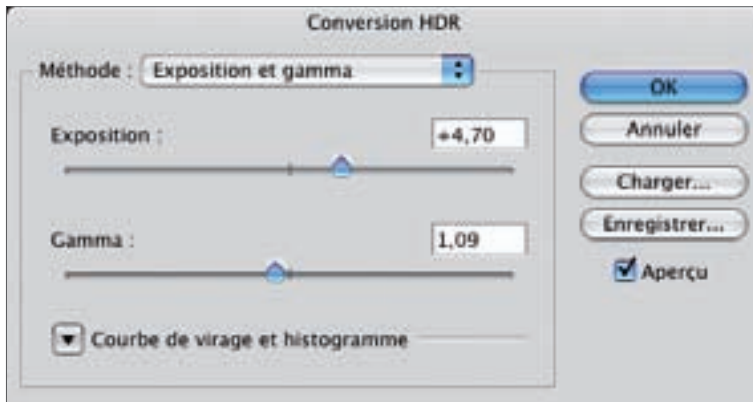 Conversion HDR
Méthode : Exposition et gamma
OK
Exposition : +4,70
Annuler
Charger...
Gamma : 1,09
Enregistrer...
Aperçu
Courbe de virage et histogramme